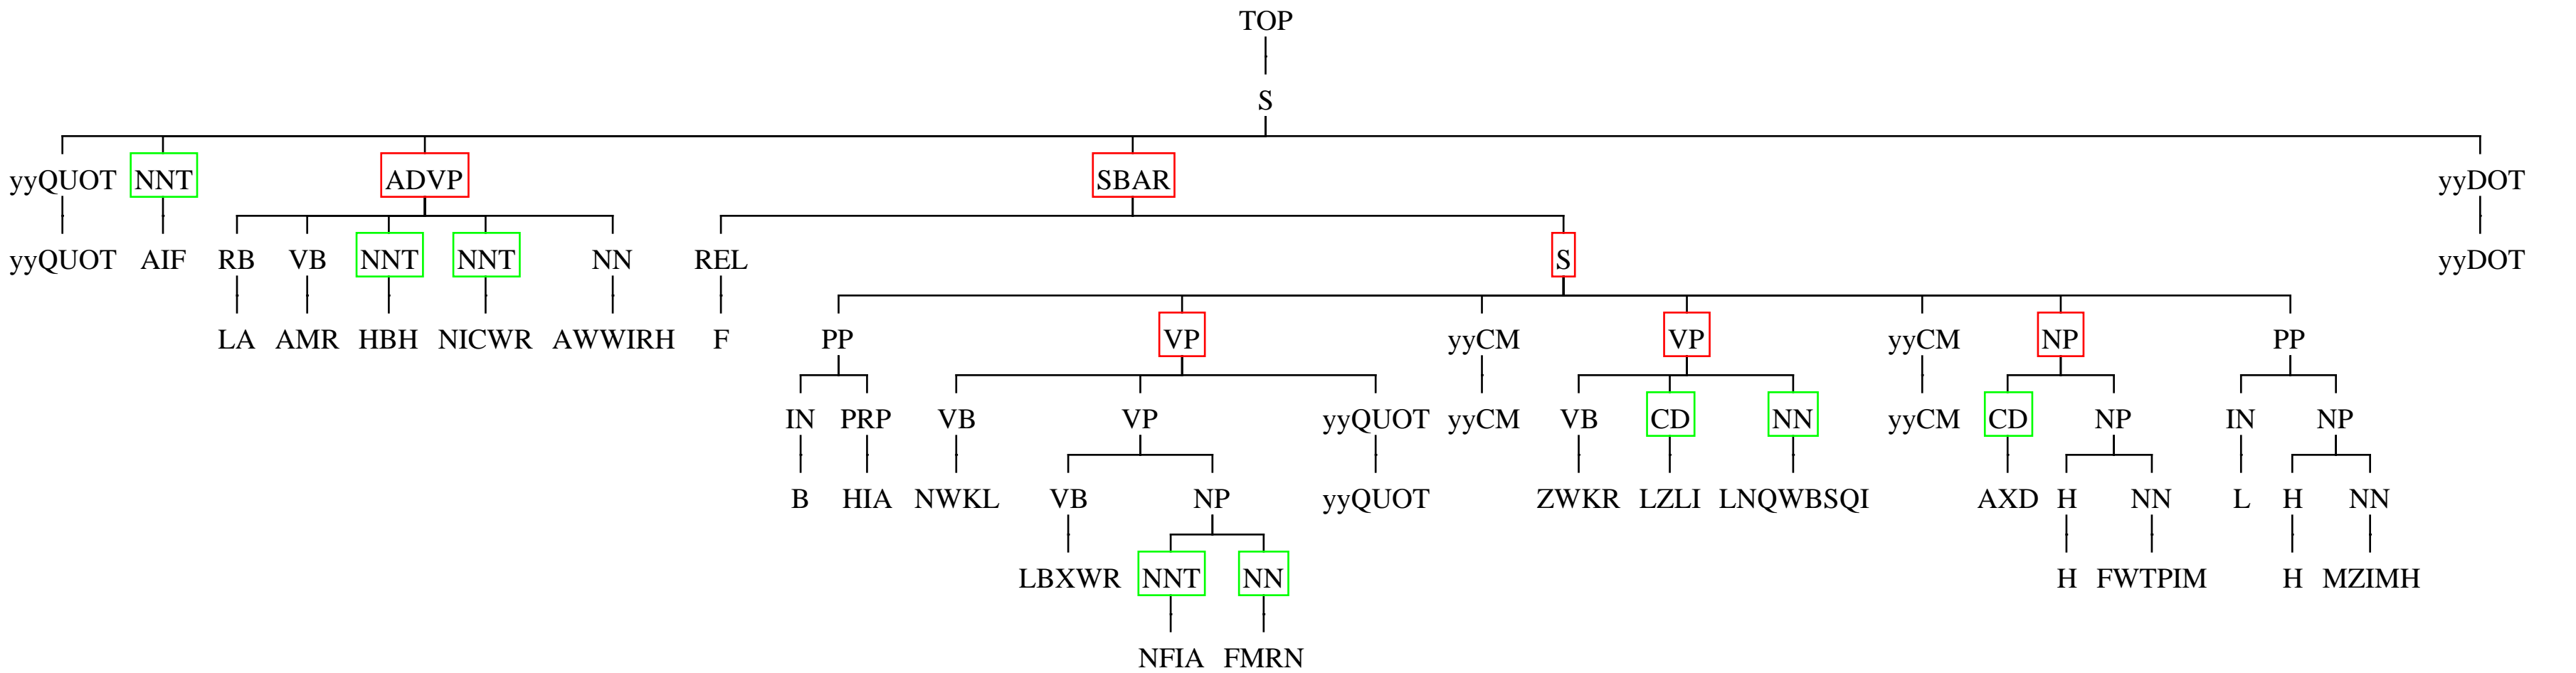 TOP
S
yyQUOT NNT ADVP SBAR yyDOT
yyQUOT AIF RB VB NNT NNT NN REL S yyDOT
LA AMR HBH NICWR AWWIRH F PP VP yyCM VP yyCM NP PP
IN PRP VB VP yyQUOT yyCM VB CD NN yyCM CD NP IN NP
B HIA NWKL VB NP yyQUOT ZWKR LZLI LNQWBSQI AXD H NN L H NN
LBXWR NNT NN H FWTPIM H MZIMH
NFIA FMRN